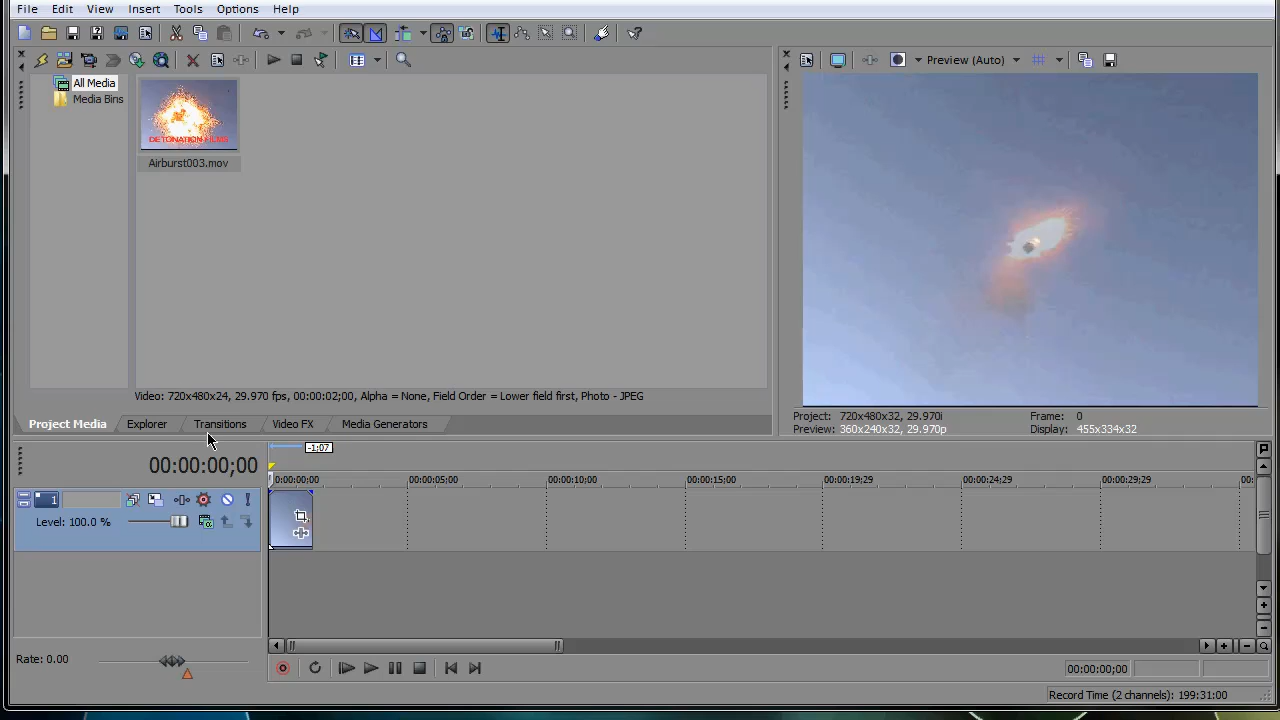 File Edit View Insert Tools Options Help
Preview (Auto)
All Media
Media Bins
DETONATION FILMS
Airburst003.mov
Video: 720x480x24, 29.970 fps, 00:00:02;00, Alpha = None, Field Order = Lower field first, Photo - JPEG
Project: 720x480x32, 29.970i Frame: 0
Preview: 360x240x32, 29.970p Display: 455x334x32
Project Media Explorer Transitions Video FX Media Generators
-1;07
00:00:00;00
0:00:00;00 00:00:05;00 00:00:10;00 00:00:15;00 00:00:19;29 00:00:24;29 00:00:29;29 00:
1
Level: 100.0 %
Rate: 0.00
00:00:00;00
Record Time (2 channels): 199:31:00